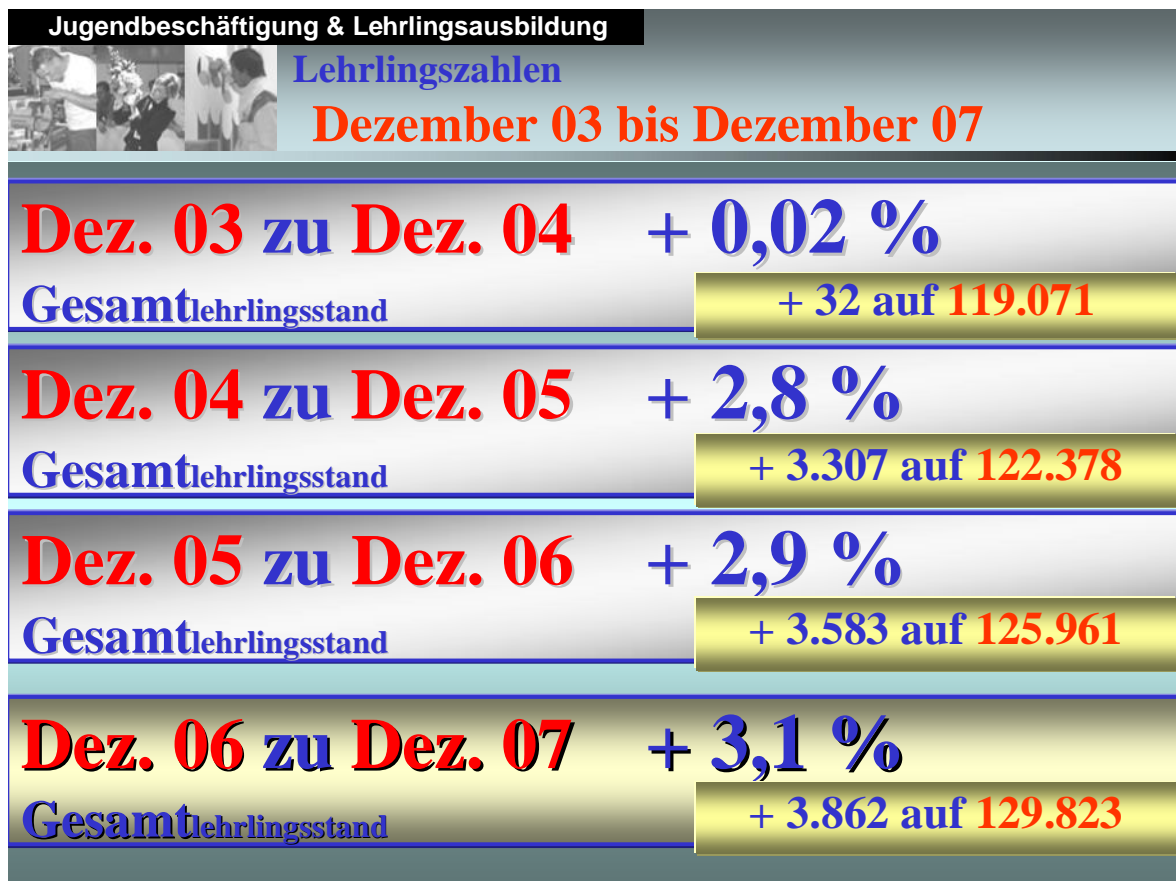 Jugendbeschäftigung & Lehrlingsausbildung
Lehrlingszahlen
Dezember 03 bis Dezember 07
Dez. 03 zu Dez. 04 + 0,02 %
Gesamtlehrlingsstand + 32 auf 119.071
Dez. 04 zu Dez. 05 + 2,8 %
Gesamtlehrlingsstand + 3.307 auf 122.378
Dez. 05 zu Dez. 06 + 2,9 %
Gesamtlehrlingsstand + 3.583 auf 125.961
Dez. 06 zu Dez. 07 + 3,1 %
Gesamtlehrlingsstand + 3.862 auf 129.823